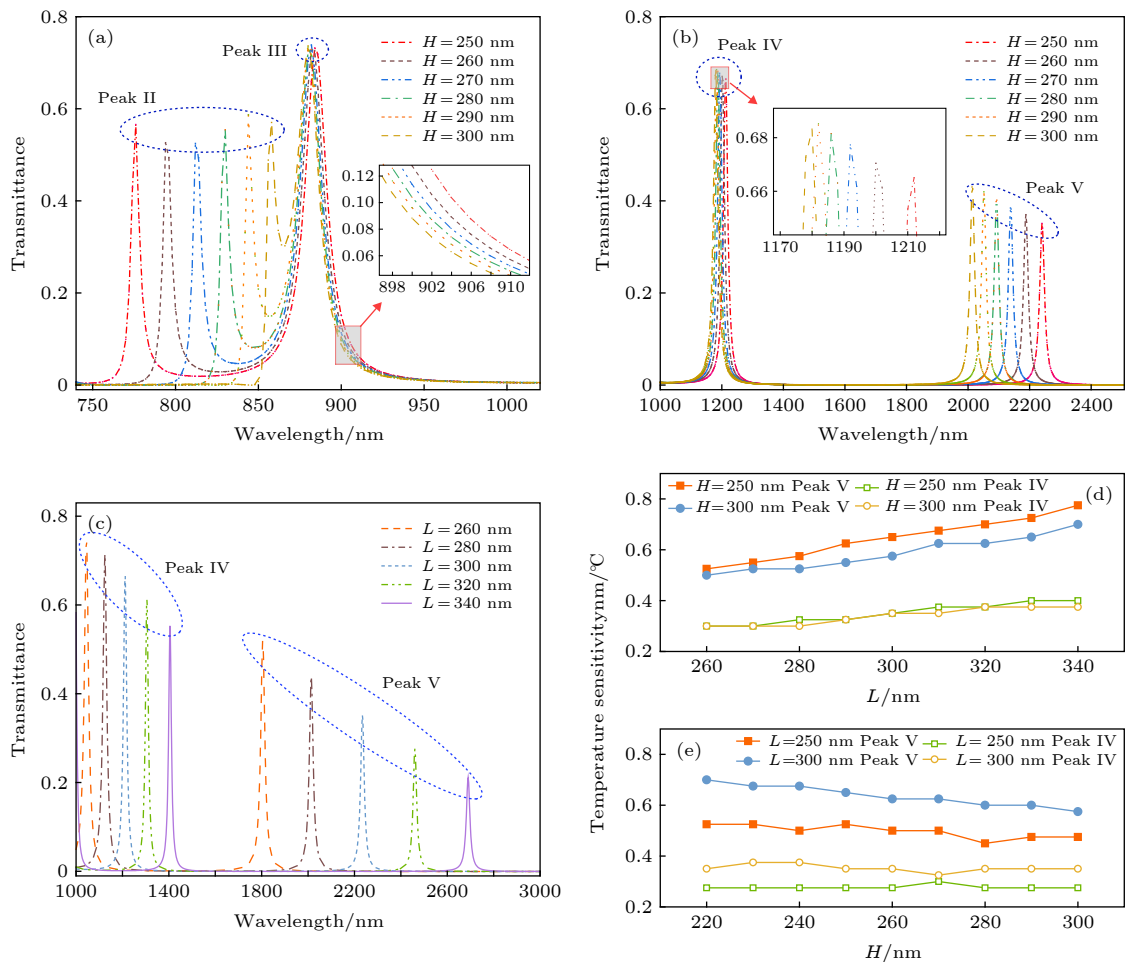 (a)
Peak II
Peak III
H=250 nm
H=260 nm
H=270 nm
H=280 nm
H=290 nm
H=300 nm
0.8
0.6
0.4
0.2
0
Transmittance
0.12
0.10
0.08
0.06
898 902 906 910
750 800 850 900 950 1000
Wavelength/nm
(b)
Peak IV
Peak V
H=250 nm
H=260 nm
H=270 nm
H=280 nm
H=290 nm
H=300 nm
0.8
0.6
0.4
0.2
0
Transmittance
0.68
0.66
1170 1190 1210
1000 1200 1400 1600 1800 2000 2200 2400
Wavelength/nm
(c)
Peak IV
Peak V
L=260 nm
L=280 nm
L=300 nm
L=320 nm
L=340 nm
0.8
0.6
0.4
0.2
0
Transmittance
1000 1400 1800 2200 2600 3000
Wavelength/nm
(d)
H=250 nm Peak V
H=250 nm Peak IV
H=300 nm Peak V
H=300 nm Peak IV
0.8
0.6
0.4
0.2
260 280 300 320 340
L/nm
Temperature sensitivitynm/℃
(e)
L=250 nm Peak V
L= 250 nm Peak IV
L=300 nm Peak V
L= 300 nm Peak IV
0.8
0.6
0.4
0.2
220 240 260 280 300
H/nm